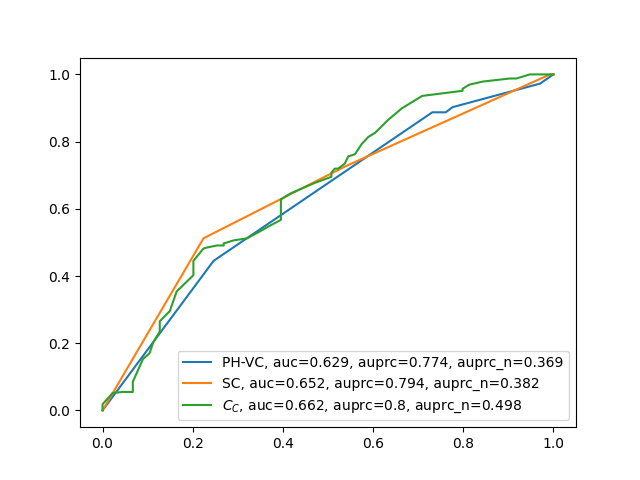 1.0
0.8
0.6
0.4
0.2
0.0
PH-VC, auc=0.629, auprc=0.774, auprc_n=0.369
SC, auc=0.652, auprc=0.794, auprc_n=0.382
C_C, auc=0.662, auprc=0.8, auprc_n=0.498
0.0 0.2 0.4 0.6 0.8 1.0